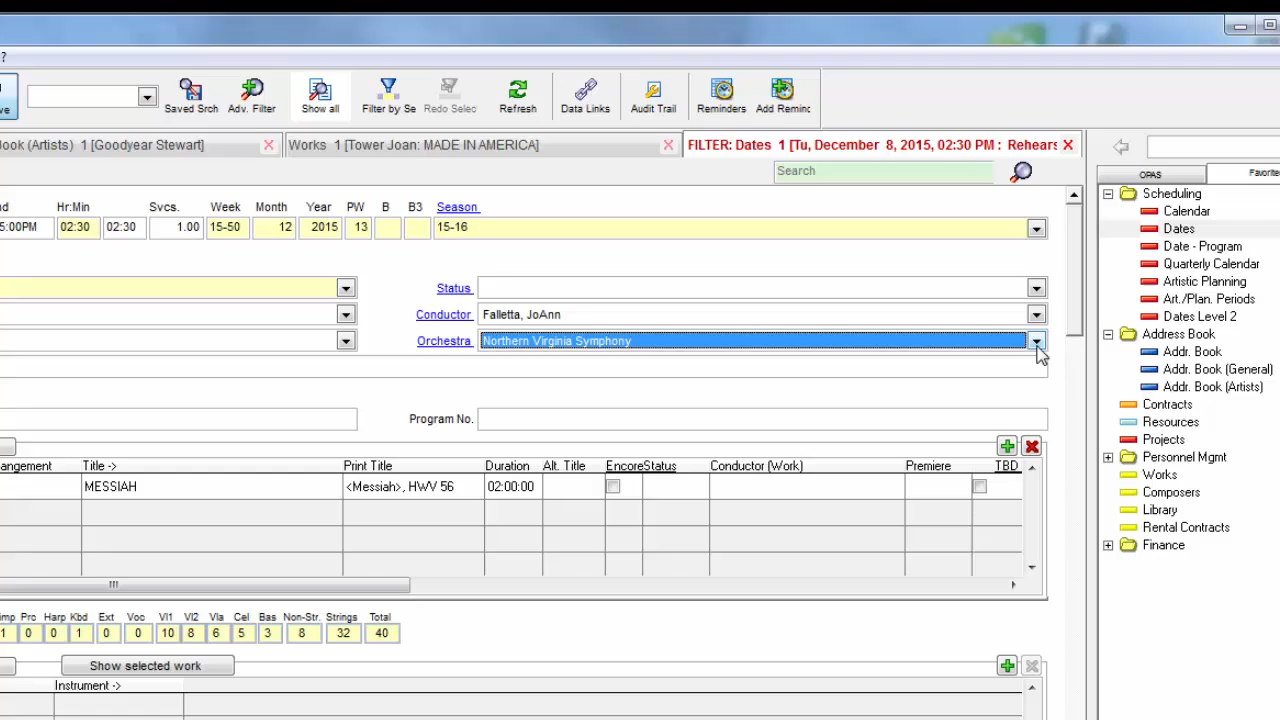 ?
ve
Saved Srch
Adv. Filter
Show all
Filter by Se
Redo Selec
Refresh
Data Links
Audit Trail
Reminders
Add Reminc
Book (Artists) 1 [Goodyear Stewart]
Works 1 [Tower Joan: MADE IN AMERICA]
FILTER: Dates 1 [Tu, December 8, 2015, 02:30 PM : Rehears
Search
OPAS
Favorite
nd Hr:Min Svcs. Week Month Year PW B B3 Season
5:00PM 02:30 02:30 1.00 15-50 12 2015 13 15-16
Status
Conductor Falletta, JoAnn
Orchestra Northern Virginia Symphony
Program No.
angement Title -> Print Title Duration Alt. Title Encore Status Conductor (Work) Premiere TBD
MESSIAH <Messiah>, HWV 56 02:00:00
imp Prc Harp Kbd Ext Voc Vl1 Vl2 Vla Cel Bas Non-Str. Strings Total
1 0 0 1 0 0 10 8 6 5 3 8 32 40
Show selected work
Instrument ->
Scheduling
Calendar
Dates
Date - Program
Quarterly Calendar
Artistic Planning
Art./Plan. Periods
Dates Level 2
Address Book
Addr. Book
Addr. Book (General)
Addr. Book (Artists)
Contracts
Resources
Projects
Personnel Mgmt
Works
Composers
Library
Rental Contracts
Finance